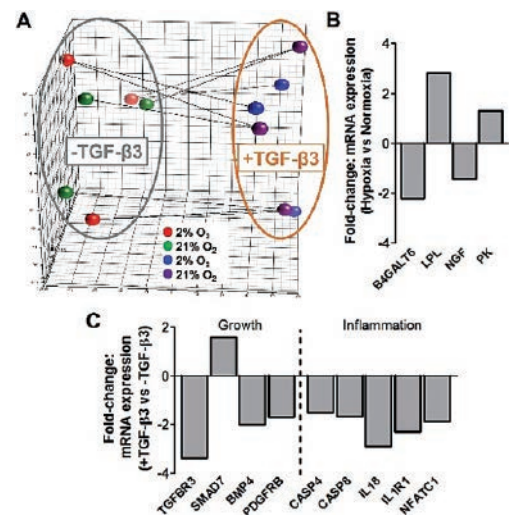 A
-TGF-β3
+TGF-β3
2% O₂
21% O₂
2% O₂
21% O₂
B
Fold-change: mRNA expression
(Hypoxia vs Normoxia)
4
2
0
-2
-4
B4GALT6
LPL
NGF
PK
C
Growth
Inflammation
Fold-change:
mRNA expression
(+TGF-β3 vs -TGF-β3)
2
0
-2
-4
TGFBR3
SMAD7
BMP4
PDGFRB
CASP4
CASP8
IL18
IL1R1
NFATC1